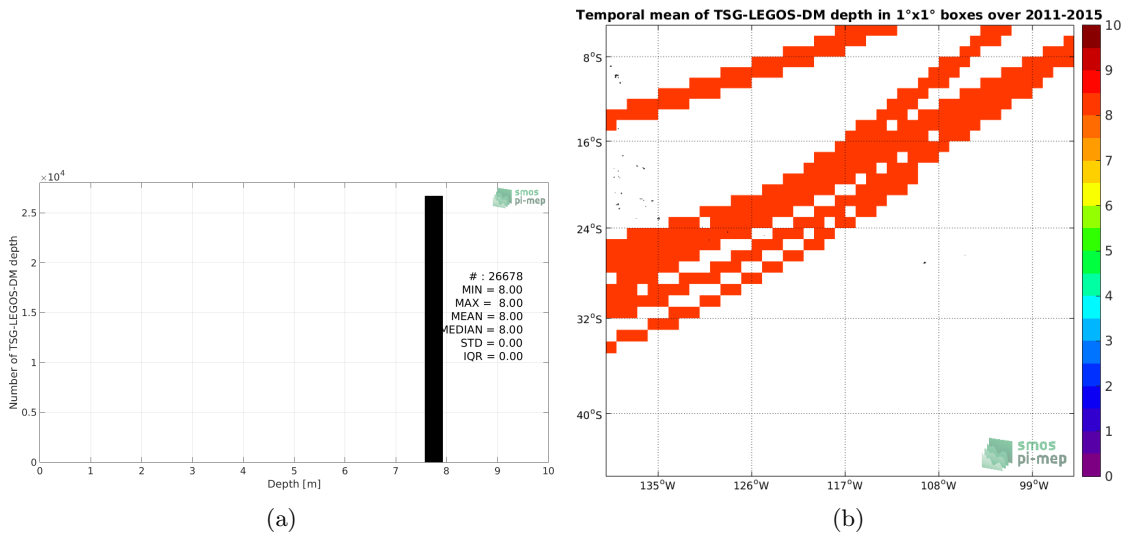 ×10⁴
2.5
2
1.5
1
0.5
0
Number of TSG-LEGOS-DM depth
smos
pi-mep
# : 26678
MIN = 8.00
MAX = 8.00
MEAN = 8.00
MEDIAN = 8.00
STD = 0.00
IQR = 0.00
0 1 2 3 4 5 6 7 8 9 10
Depth [m]
(a)
Temporal mean of TSG-LEGOS-DM depth in 1°x1° boxes over 2011-2015
8°S
16°S
24°S
32°S
40°S
135°W 126°W 117°W 108°W 99°W
smos
pi-mep
10
9
8
7
6
5
4
3
2
1
0
(b)